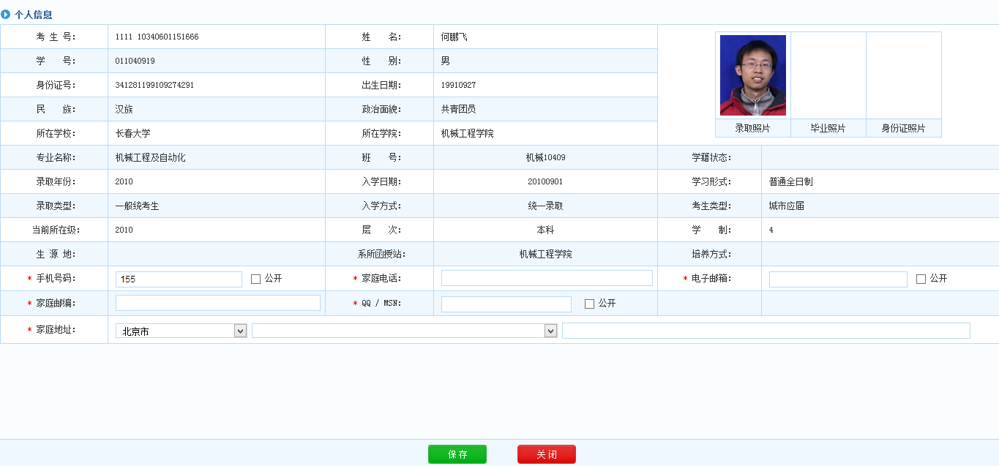 个人信息
考 生 号： 1111 10340601151666 姓 名： 何鹏飞
学 号： 011040919 性 别： 男
身份证号： 341281199109274291 出生日期： 19910927
民 族： 汉族 政治面貌： 共青团员
录取照片 毕业照片 身份证照片
所在学校： 长春大学 所在学院： 机械工程学院
专业名称： 机械工程及自动化 班 号： 机械10409 学籍状态：
录取年份： 2010 入学日期： 20100901 学习形式： 普通全日制
录取类型： 一般统考生 入学方式： 统一录取 考生类型： 城市应届
当前所在级： 2010 层 次： 本科 学 制： 4
生 源 地： 系所函授站： 机械工程学院 培养方式：
* 手机号码： 155 公开 * 家庭电话： * 电子邮箱： 公开
* 家庭邮编： * QQ / MSN： 公开
* 家庭地址： 北京市
保存 关闭